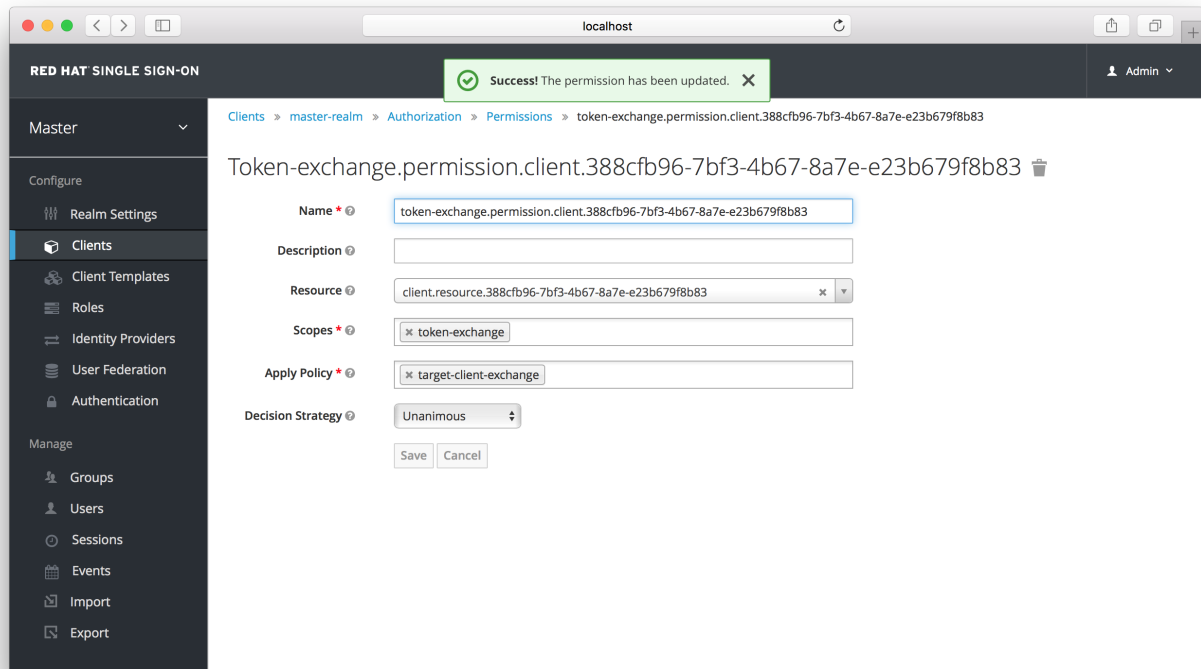 localhost
RED HAT SINGLE SIGN-ON
Success! The permission has been updated.
Admin
Master
Clients » master-realm » Authorization » Permissions » token-exchange.permission.client.388cfb96-7bf3-4b67-8a7e-e23b679f8b83
Token-exchange.permission.client.388cfb96-7bf3-4b67-8a7e-e23b679f8b83
Configure
Realm Settings
Clients
Client Templates
Roles
Identity Providers
User Federation
Authentication
Manage
Groups
Users
Sessions
Events
Import
Export
Name * token-exchange.permission.client.388cfb96-7bf3-4b67-8a7e-e23b679f8b83
Description
Resource client.resource.388cfb96-7bf3-4b67-8a7e-e23b679f8b83
Scopes * token-exchange
Apply Policy * target-client-exchange
Decision Strategy Unanimous
Save Cancel